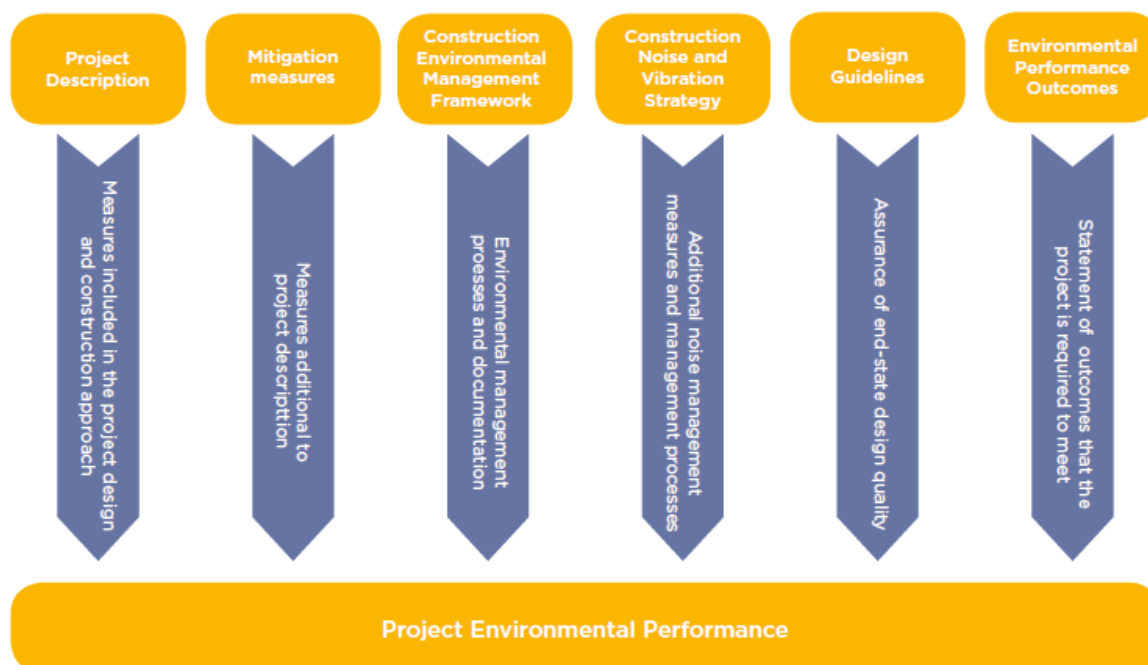 Project
Description
Mitigation
measures
Construction
Environmental
Management
Framework
Construction
Noise and
Vibration
Strategy
Design
Guidelines
Environmental
Performance
Outcomes
Measures included in the project design
and construction approach
Measures additional to
project descripttion
Environmental management
proesses and documentation
Additional noise management
measures and management processes
Assurance of end-state design quality
Statement of outcomes that the
project is required to meet
Project Environmental Performance